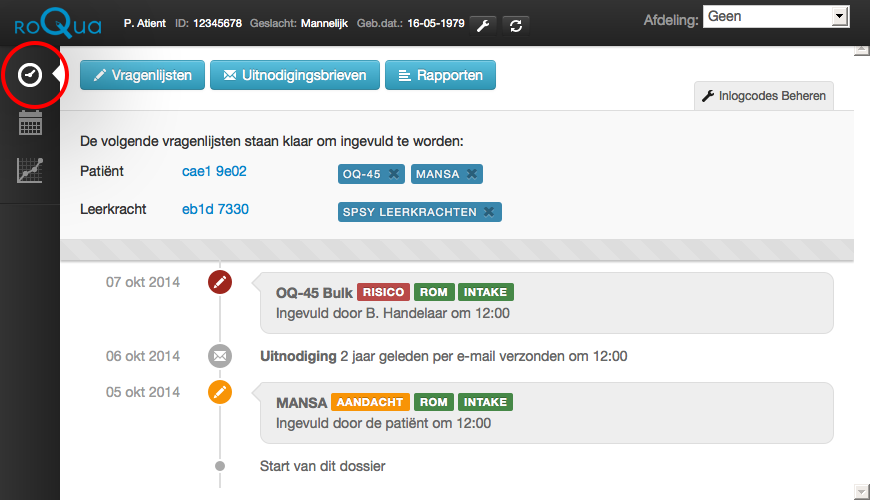 roQua P. Atient ID: 12345678 Geslacht: Mannelijk Geb.dat.: 16-05-1979 Afdeling: Geen
Vragenlijsten Uitnodigingsbrieven Rapporten
Inlogcodes Beheren
De volgende vragenlijsten staan klaar om ingevuld te worden:
Patiënt cae1 9e02 OQ-45 MANSA
Leerkracht eb1d 7330 SPSY LEERKRACHTEN
07 okt 2014
OQ-45 Bulk RISICO ROM INTAKE
Ingevuld door B. Handelaar om 12:00
06 okt 2014 Uitnodiging 2 jaar geleden per e-mail verzonden om 12:00
05 okt 2014
MANSA AANDACHT ROM INTAKE
Ingevuld door de patiënt om 12:00
Start van dit dossier